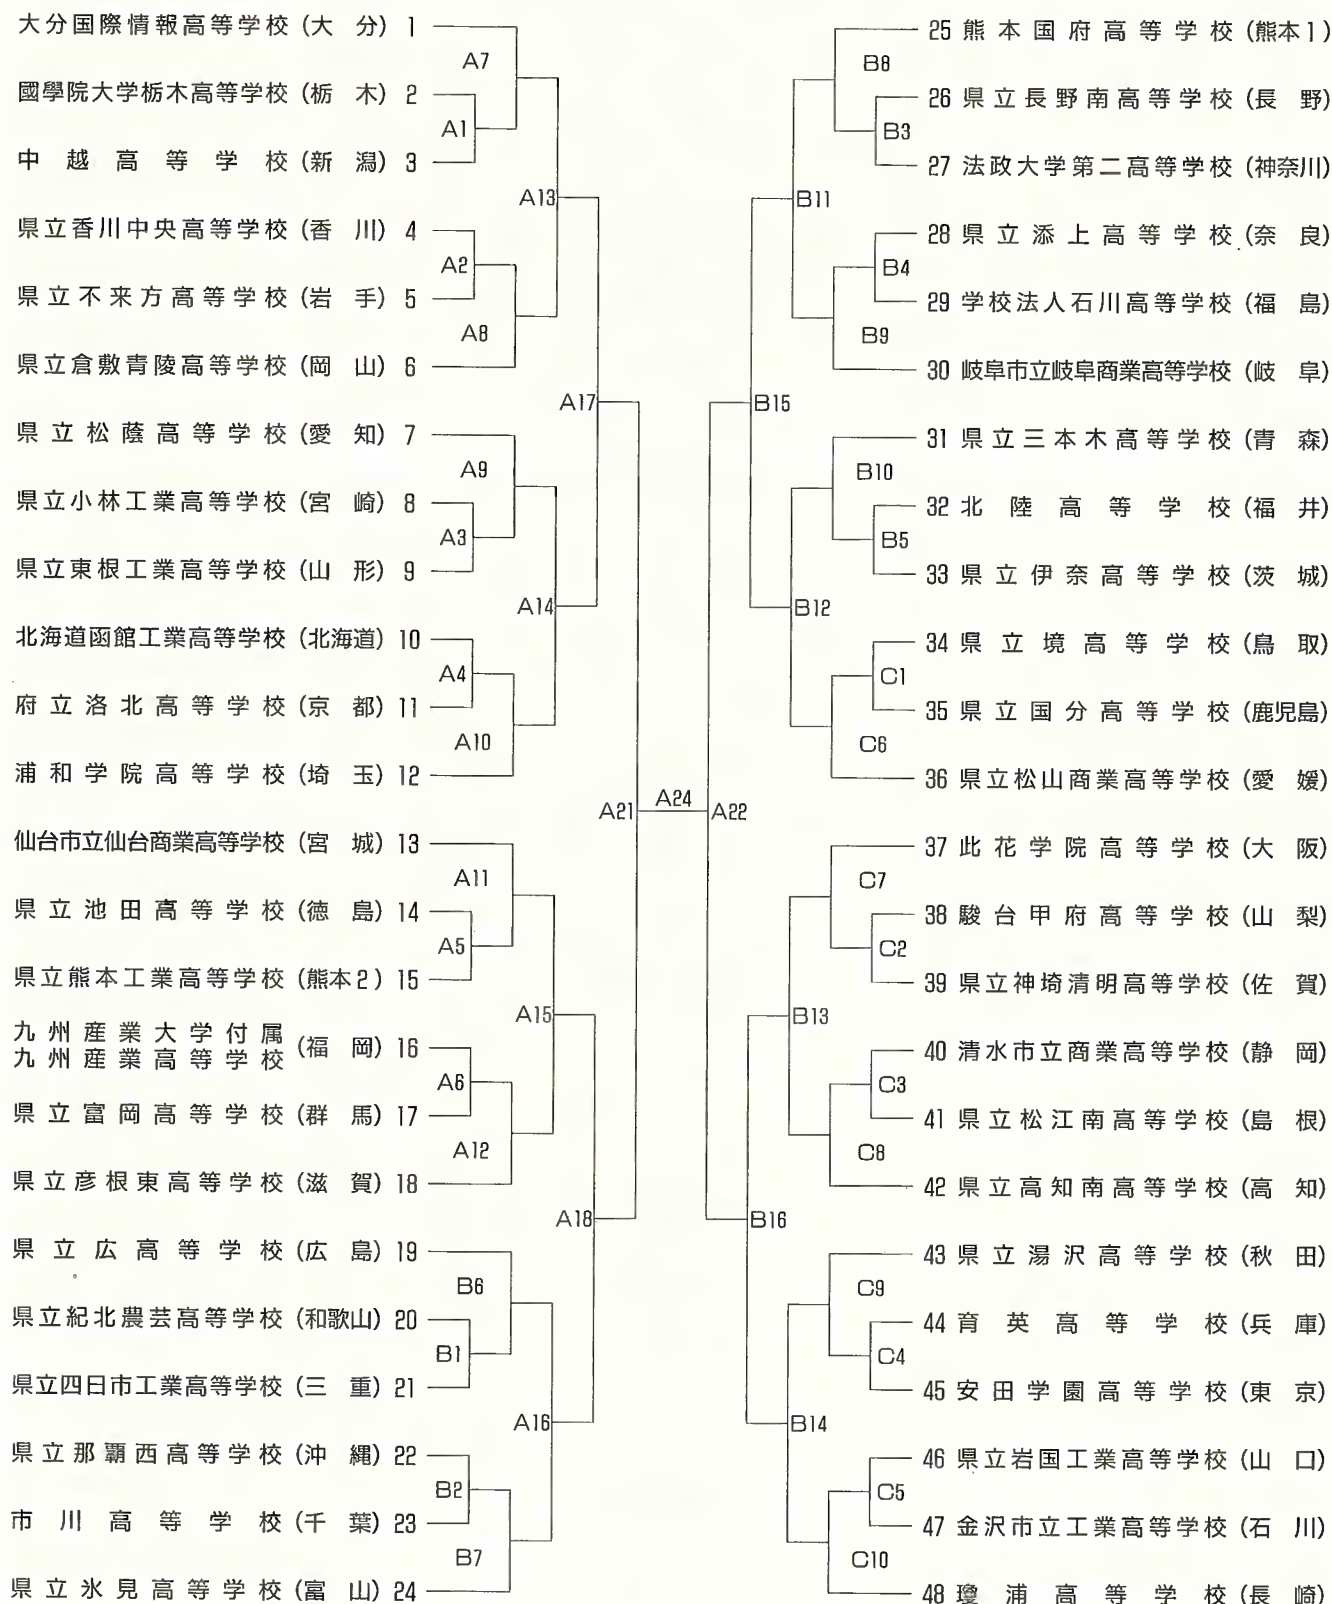 大分国際情報高等学校 (大 分) 1
國學院大学栃木高等学校 (栃 木) 2
中越高等学校 (新 潟) 3
県立香川中央高等学校 (香 川) 4
県立不来方高等学校 (岩 手) 5
県立倉敷青陵高等学校 (岡 山) 6
県立松蔭高等学校 (愛 知) 7
県立小林工業高等学校 (宮 崎) 8
県立東根工業高等学校 (山 形) 9
北海道函館工業高等学校 (北海道) 10
府立洛北高等学校 (京 都) 11
浦和学院高等学校 (埼 玉) 12
仙台市立仙台商業高等学校 (宮 城) 13
県立池田高等学校 (徳 島) 14
県立熊本工業高等学校 (熊本2) 15
九州産業大学付属
九州産業高等学校 (福 岡) 16
県立富岡高等学校 (群 馬) 17
県立彦根東高等学校 (滋 賀) 18
県立広高等学校 (広 島) 19
県立紀北農芸高等学校 (和歌山) 20
県立四日市工業高等学校 (三 重) 21
県立那覇西高等学校 (沖 縄) 22
市川高等学校 (千 葉) 23
県立氷見高等学校 (富 山) 24
A7
A1
A13
A2
A8
A17
A9
A3
A14
A4
A10
A21
A24
A22
A11
A5
A15
A6
A12
A18
B6
B1
A16
B2
B7
B8
B3
B11
B4
B9
B15
B10
B5
B12
C1
C6
C7
C2
B13
C3
C8
B16
C9
C4
B14
C5
C10
25 熊本国府高等学校 (熊本1)
26 県立長野南高等学校 (長 野)
27 法政大学第二高等学校 (神奈川)
28 県立添上高等学校 (奈 良)
29 学校法人石川高等学校 (福 島)
30 岐阜市立岐阜商業高等学校 (岐 阜)
31 県立三本木高等学校 (青 森)
32 北陸高等学校 (福 井)
33 県立伊奈高等学校 (茨 城)
34 県立境高等学校 (鳥 取)
35 県立国分高等学校 (鹿児島)
36 県立松山商業高等学校 (愛 媛)
37 此花学院高等学校 (大 阪)
38 駿台甲府高等学校 (山 梨)
39 県立神埼清明高等学校 (佐 賀)
40 清水市立商業高等学校 (静 岡)
41 県立松江南高等学校 (島 根)
42 県立高知南高等学校 (高 知)
43 県立湯沢高等学校 (秋 田)
44 育英高等学校 (兵 庫)
45 安田学園高等学校 (東 京)
46 県立岩国工業高等学校 (山 口)
47 金沢市立工業高等学校 (石 川)
48 瓊浦高等学校 (長 崎)